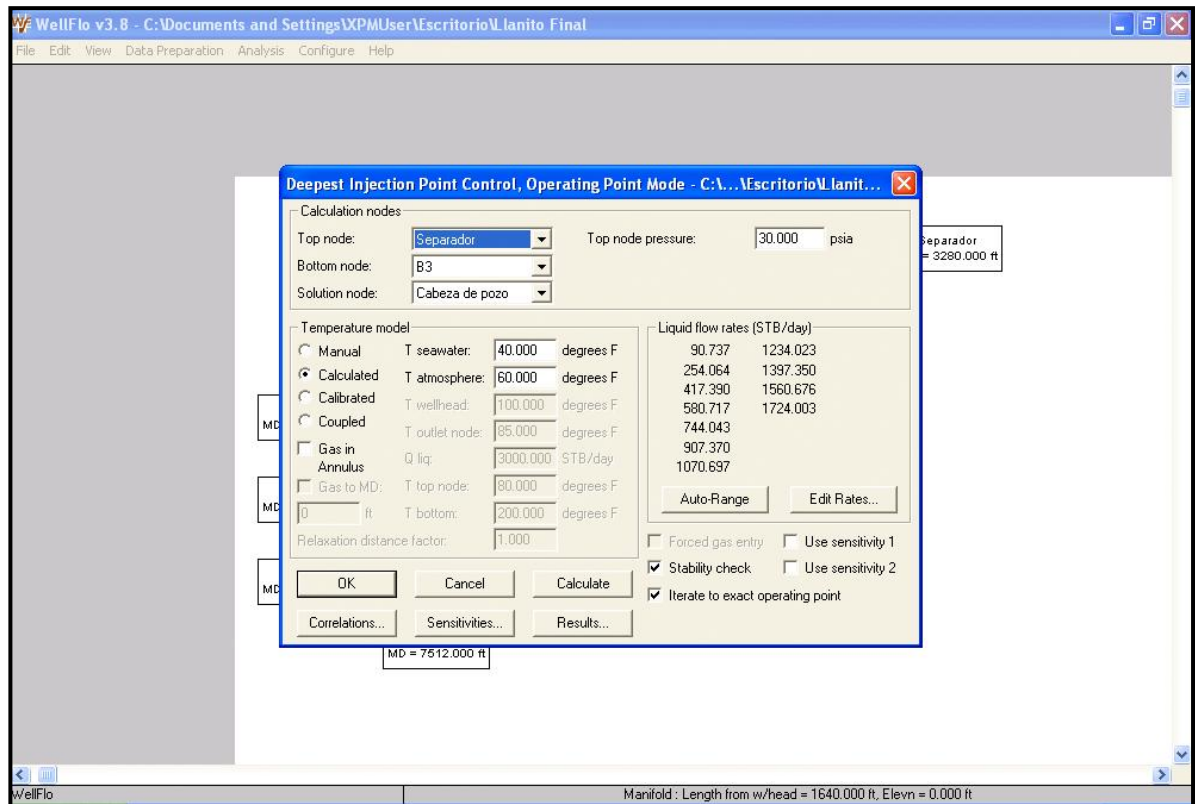 WellFlo v3.8 - C:\Documents and Settings\XPMUser\Escritorio\Llanito Final
File Edit View Data Preparation Analysis Configure Help
Deepest Injection Point Control, Operating Point Mode - C:\...\Escritorio\Llanit...
Calculation nodes
Top node: Separador Top node pressure: 30.000 psia
Bottom node: B3
Solution node: Cabeza de pozo
Separador
= 3280.000 ft
Temperature model
Manual T seawater: 40.000 degrees F
Calculated T atmosphere: 60.000 degrees F
Calibrated T wellhead: 100.000 degrees F
Coupled T outlet node: 85.000 degrees F
Gas in Annulus Q liq: 3000.000 STB/day
Gas to MD: T top node: 80.000 degrees F
0 ft T bottom: 200.000 degrees F
Relaxation distance factor: 1.000
Liquid flow rates (STB/day)
90.737 1234.023
254.064 1397.350
417.390 1560.676
580.717 1724.003
744.043
907.370
1070.697
Auto-Range Edit Rates...
Forced gas entry Use sensitivity 1
Stability check Use sensitivity 2
Iterate to exact operating point
OK Cancel Calculate
Correlations... Sensitivities... Results...
MD
MD
MD
MD = 7512.000 ft
WellFlo Manifold : Length from w/head = 1640.000 ft, Elevn = 0.000 ft